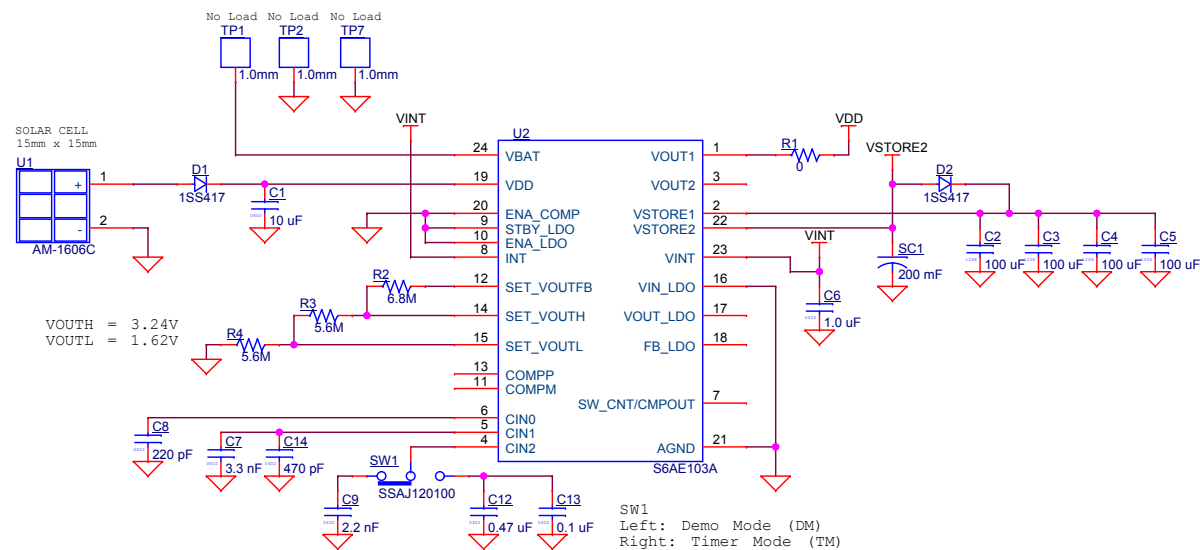 No Load No Load No Load
TP1 TP2 TP7
1.0mm 1.0mm 1.0mm
SOLAR CELL
15mm x 15mm
U1
+
-
1
2
AM-1606C
D1
1SS417
C1
10 uF
VINT
U2
24 VBAT
19 VDD
20 ENA_COMP
9 STBY_LDO
10 ENA_LDO
8 INT
12 SET_VOUTFB
14 SET_VOUTH
15 SET_VOUTL
13 COMPP
11 COMPM
6 CIN0
5 CIN1
4 CIN2
VOUT1 1
VOUT2 3
VSTORE1 2
VSTORE2 22
VINT 23
VIN_LDO 16
VOUT_LDO 17
FB_LDO 18
SW_CNT/CMPOUT 7
AGND 21
S6AE103A
R1
0
VDD
VSTORE2
D2
1SS417
C2
100 uF
C3
100 uF
C4
100 uF
C5
100 uF
SC1
200 mF
VINT
C6
1.0 uF
R2
6.8M
R3
5.6M
R4
5.6M
VOUTH = 3.24V
VOUTL = 1.62V
C8
220 pF
C7
3.3 nF
C14
470 pF
SW1
SSAJ120100
C9
2.2 nF
C12
0.47 uF
C13
0.1 uF
SW1
Left: Demo Mode (DM)
Right: Timer Mode (TM)